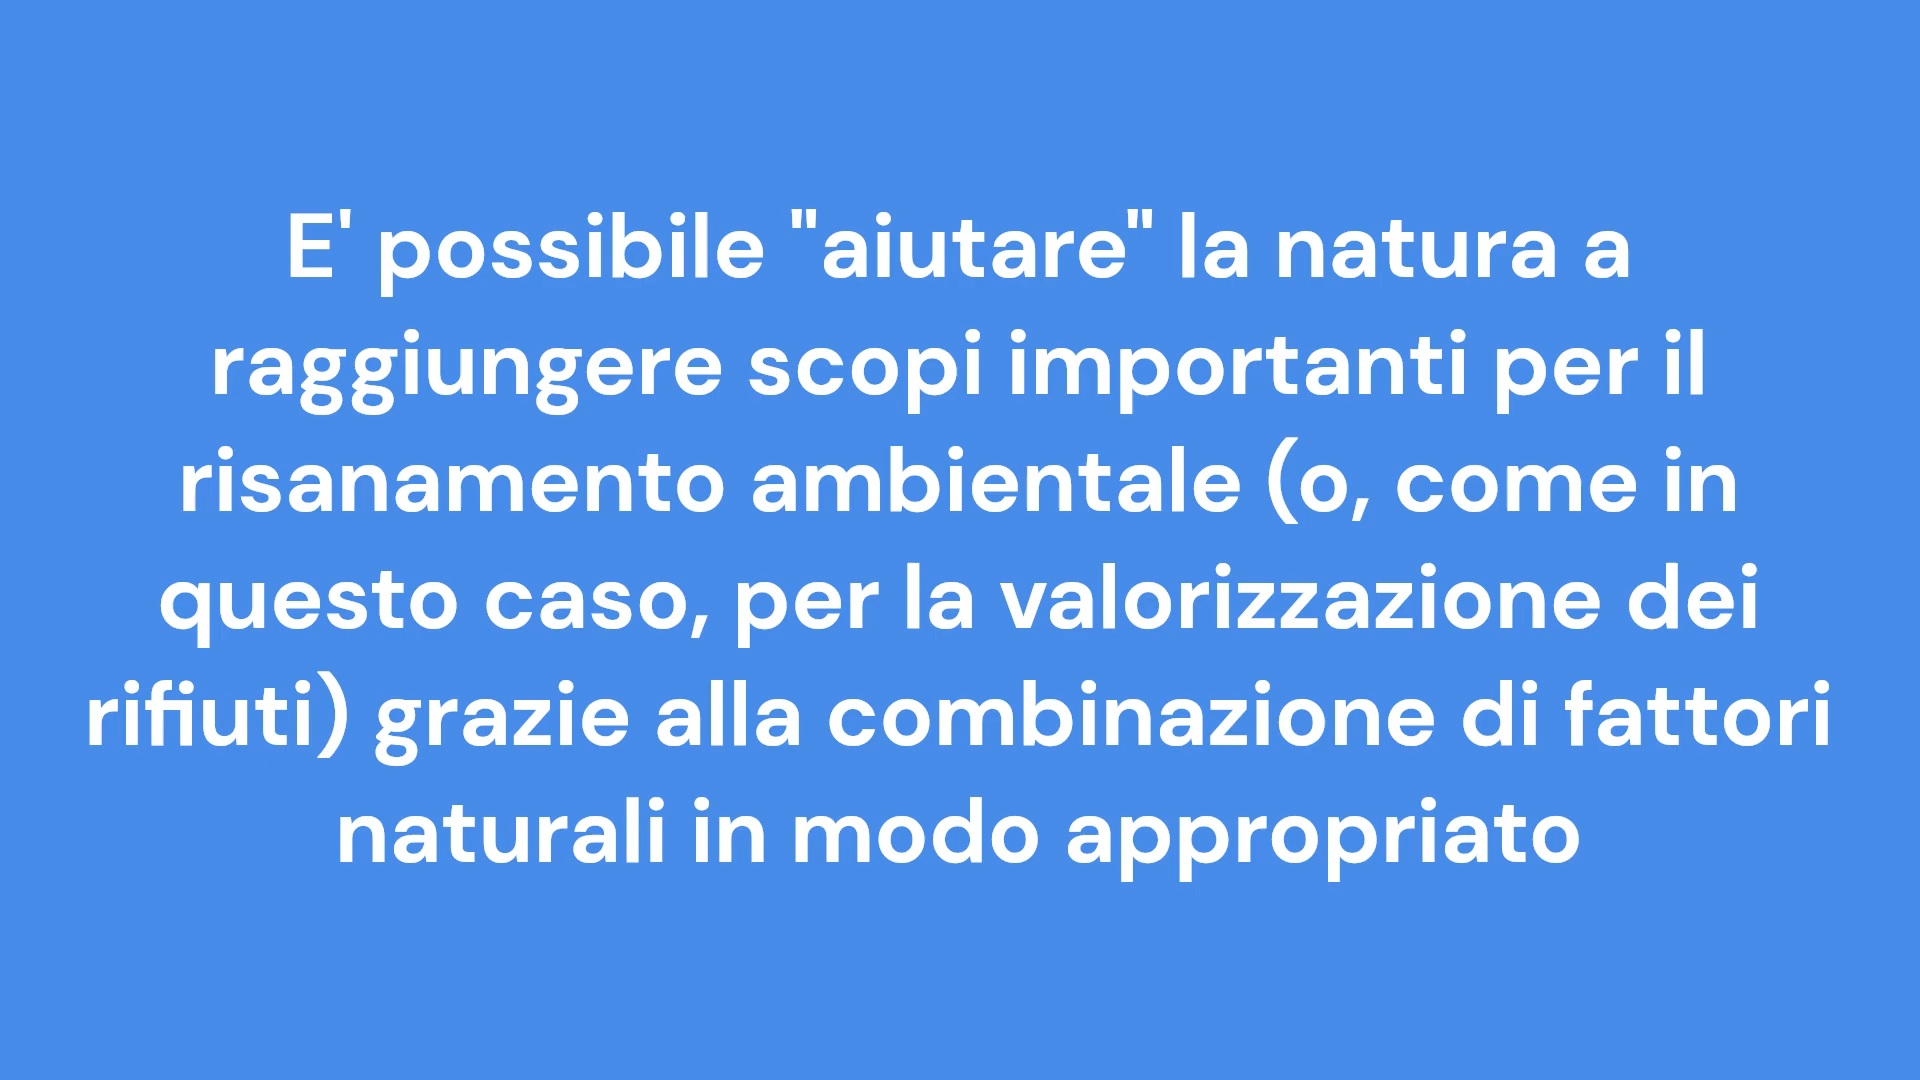 E' possibile "aiutare" la natura a
raggiungere scopi importanti per il
risanamento ambientale (o, come in
questo caso, per la valorizzazione dei
rifiuti) grazie alla combinazione di fattori
naturali in modo appropriato